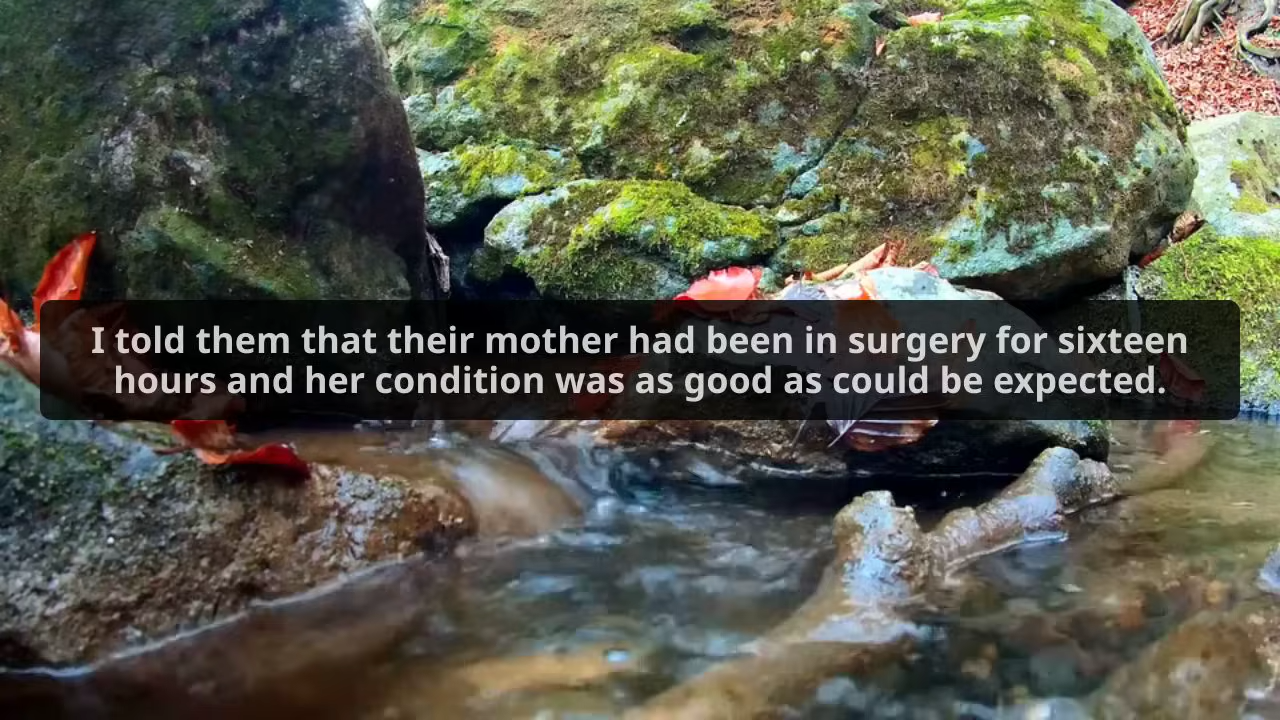 I told them that their mother had been in surgery for sixteen
hours and her condition was as good as could be expected.